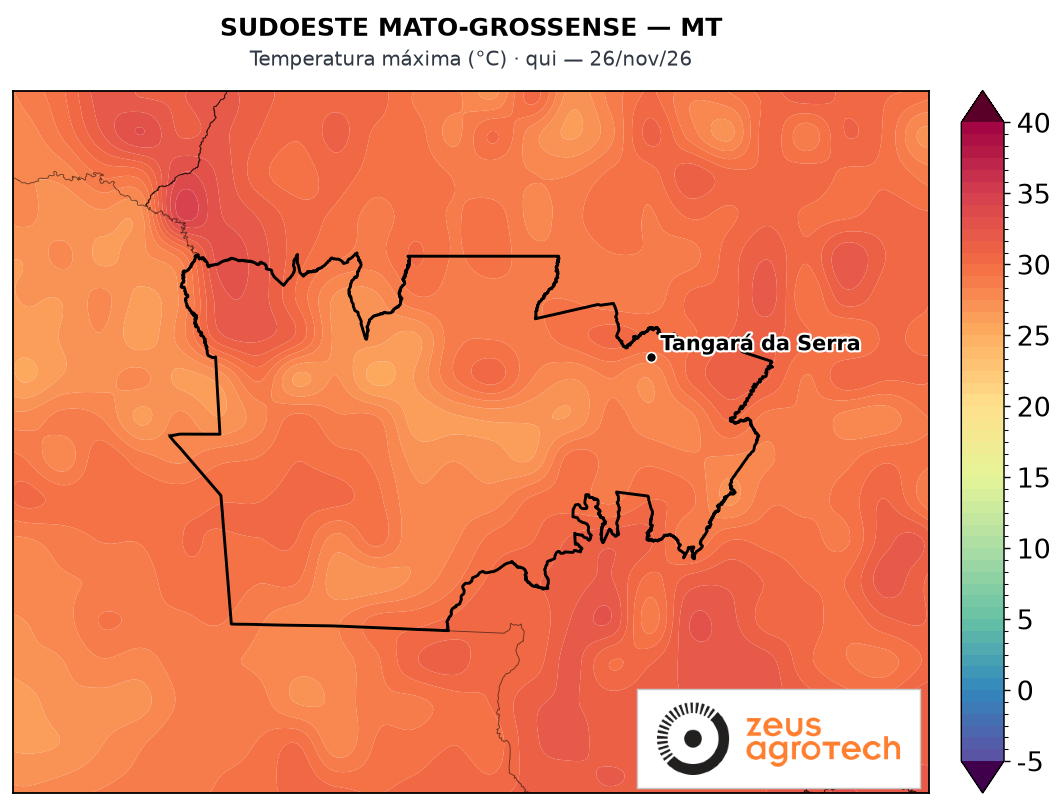 SUDOESTE MATO-GROSSENSE — MT
Temperatura máxima (°C) · qui — 26/nov/26
Tangará da Serra
40
35
30
25
20
15
10
5
0
-5
zeus
agrotech